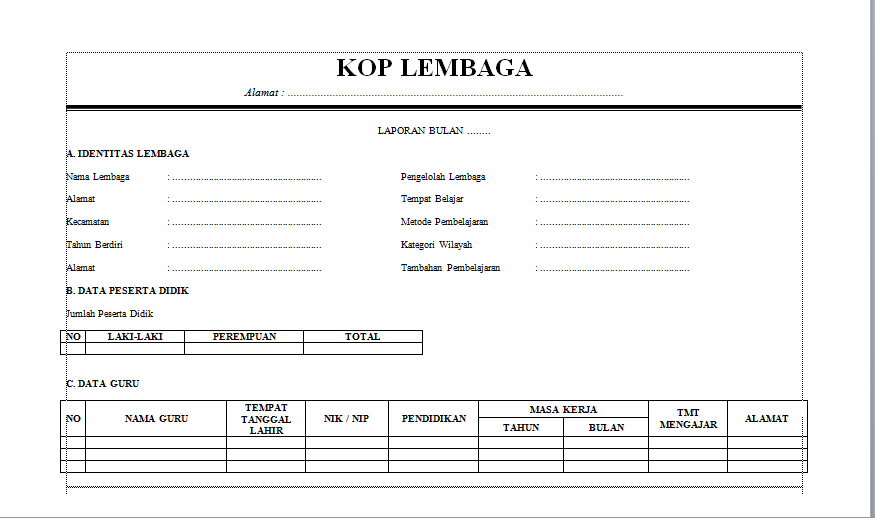 KOP LEMBAGA
Alamat : ................................................................................................................
LAPORAN BULAN ........
A. IDENTITAS LEMBAGA
Nama Lembaga : ................................................... Pengelolah Lembaga : ...................................................
Alamat : ................................................... Tempat Belajar : ...................................................
Kecamatan : ................................................... Metode Pembelajaran : ...................................................
Tahun Berdiri : ................................................... Kategori Wilayah : ...................................................
Alamat : ................................................... Tambahan Pembelajaran : ...................................................
B. DATA PESERTA DIDIK
Jumlah Peserta Didik
NO LAKI-LAKI PEREMPUAN TOTAL
C. DATA GURU
NO NAMA GURU TEMPAT TANGGAL LAHIR NIK / NIP PENDIDIKAN MASA KERJA TMT MENGAJAR ALAMAT
TAHUN BULAN